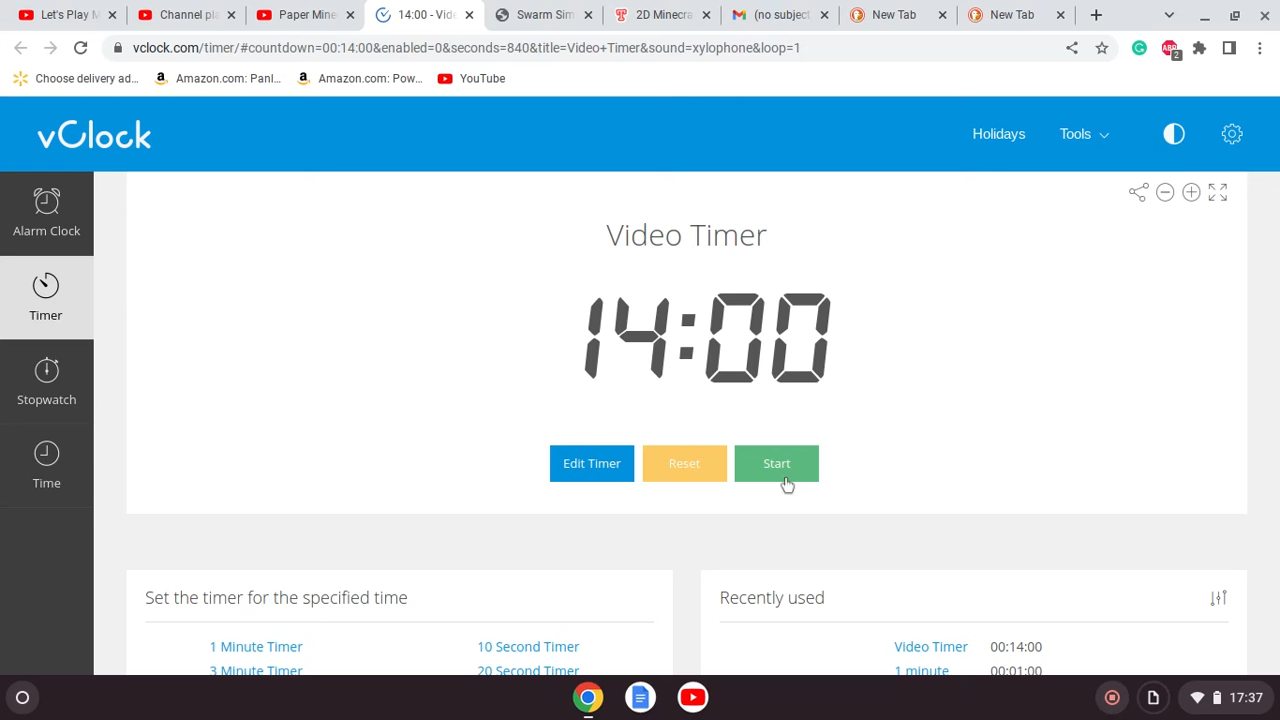 Let's Play M
Channel pl
Paper Mine
14:00 - Vide
Swarm Sim
2D Minecra
(no subject
New Tab
New Tab
vclock.com/timer/#countdown=00:14:00&enabled=0&seconds=840&title=Video+Timer&sound=xylophone&loop=1
2
Choose delivery ad...
Amazon.com: Panl...
Amazon.com: Pow...
YouTube
vClock
Holidays
Tools
Alarm Clock
Timer
Stopwatch
Time
Video Timer
14:00
Edit Timer
Reset
Start
Set the timer for the specified time
1 Minute Timer
10 Second Timer
3 Minute Timer
20 Second Timer
Recently used
Video Timer 00:14:00
1 minute 00:01:00
17:37